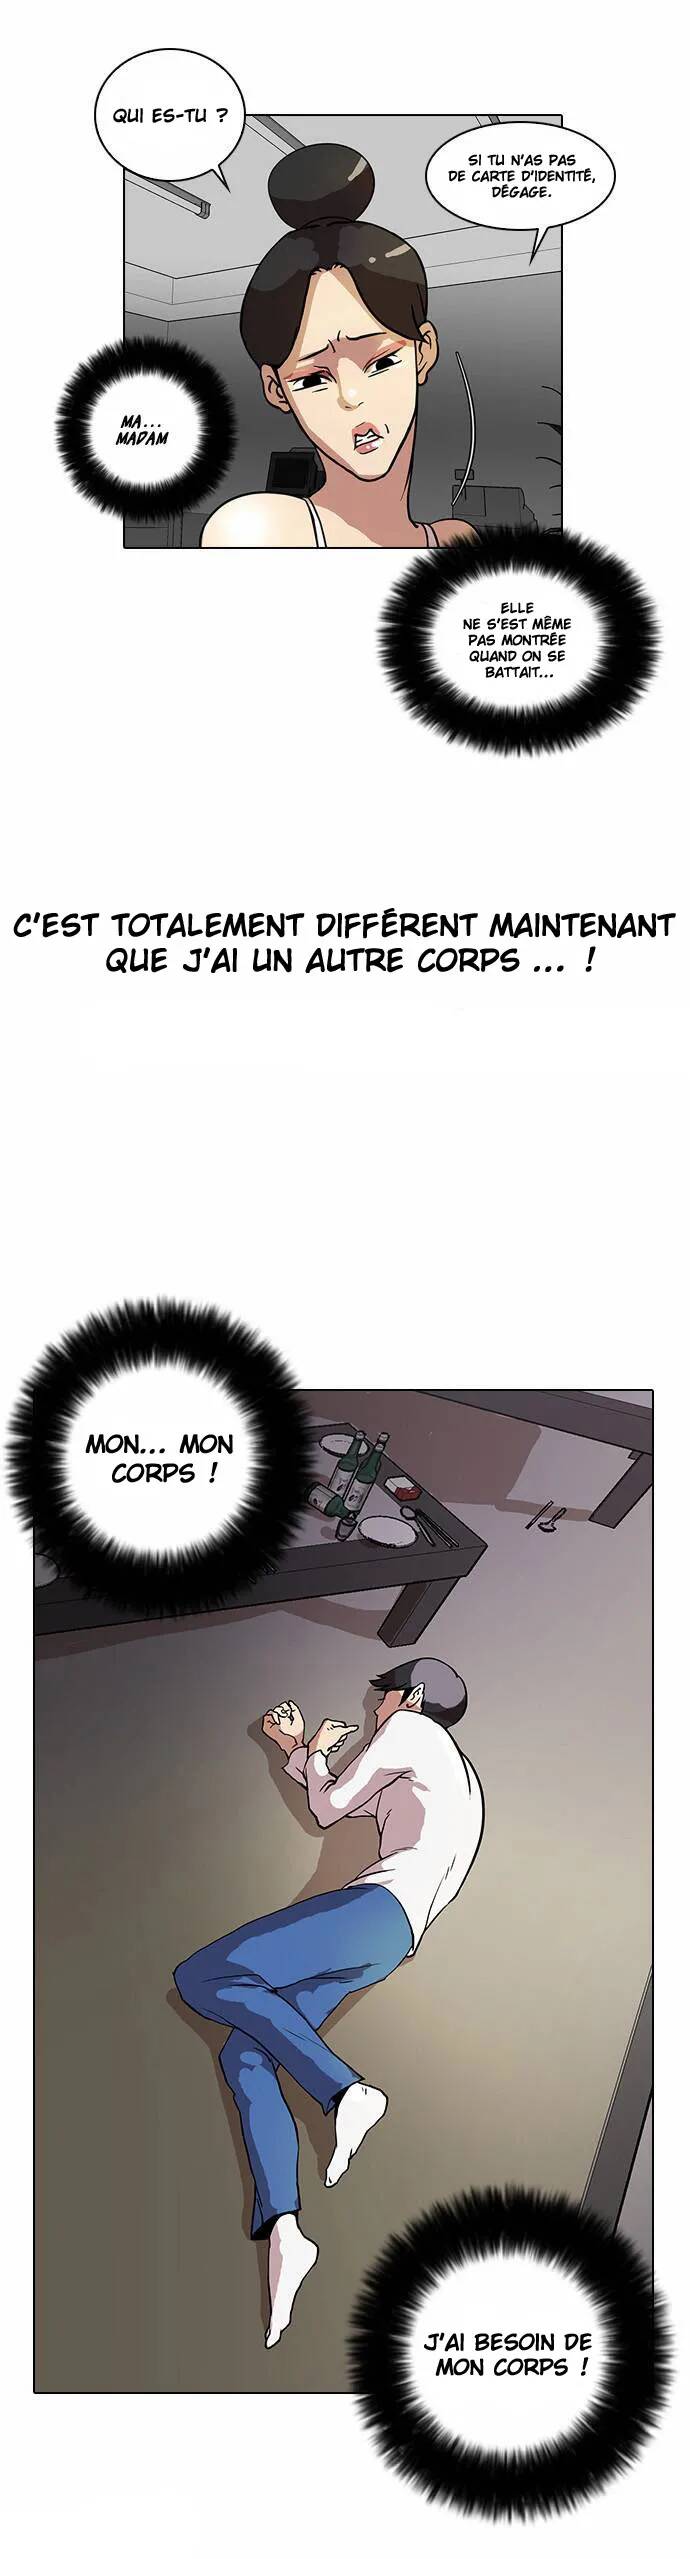 QUI ES-TU ?
SI TU N'AS PAS
DE CARTE D'IDENTITÉ,
DÉGAGE.
MA...
MADAM
ELLE
NE S'EST MÊME
PAS MONTRÉE
QUAND ON SE
BATTAIT...
C'EST TOTALEMENT DIFFÉRENT MAINTENANT
QUE J'AI UN AUTRE CORPS ... !
MON... MON
CORPS !
J'AI BESOIN DE
MON CORPS !